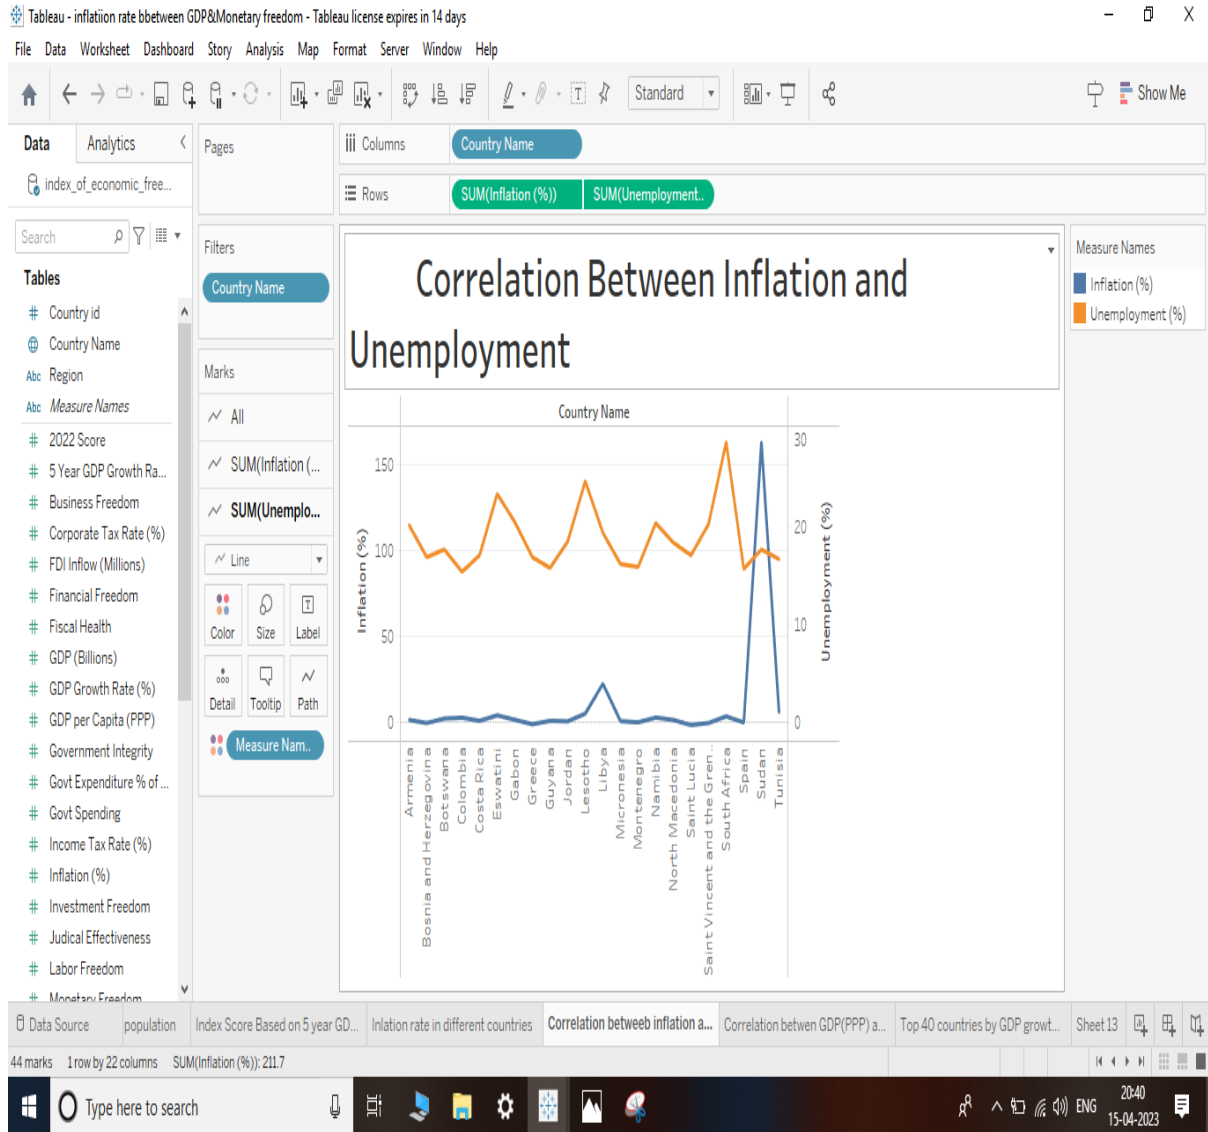 Tableau - inflatiion rate bbetween GDP&Monetary freedom - Tableau license expires in 14 days
File Data Worksheet Dashboard Story Analysis Map Format Server Window Help
Standard
Show Me
Data Analytics
index_of_economic_free...
Search
Tables
Country id
Country Name
Abc Region
Abc Measure Names
2022 Score
5 Year GDP Growth Ra...
Business Freedom
Corporate Tax Rate (%)
FDI Inflow (Millions)
Financial Freedom
Fiscal Health
GDP (Billions)
GDP Growth Rate (%)
GDP per Capita (PPP)
Government Integrity
Govt Expenditure % of ...
Govt Spending
Income Tax Rate (%)
Inflation (%)
Investment Freedom
Judical Effectiveness
Labor Freedom
Monetary Freedom
Pages
Filters
Country Name
Marks
All
SUM(Inflation (...
SUM(Unemplo...
Line
Color Size Label
Detail Tooltip Path
Measure Nam..
Columns Country Name
Rows SUM(Inflation (%)) SUM(Unemployment..
Correlation Between Inflation and
Unemployment
Country Name
Inflation (%)
150
100
50
0
30
20
10
0
Unemployment (%)
Armenia
Bosnia and Herzegovina
Botswana
Colombia
Costa Rica
Eswatini
Gabon
Greece
Guyana
Jordan
Lesotho
Libya
Micronesia
Montenegro
Namibia
North Macedonia
Saint Lucia
Saint Vincent and the Gren..
South Africa
Spain
Sudan
Tunisia
Measure Names
Inflation (%)
Unemployment (%)
Data Source population Index Score Based on 5 year GD... Inlation rate in different countries Correlation betweeb inflation a... Correlation betwen GDP(PPP) a... Top 40 countries by GDP growt... Sheet 13
44 marks 1 row by 22 columns SUM(Inflation (%)): 211.7
Type here to search
ENG
20:40
15-04-2023